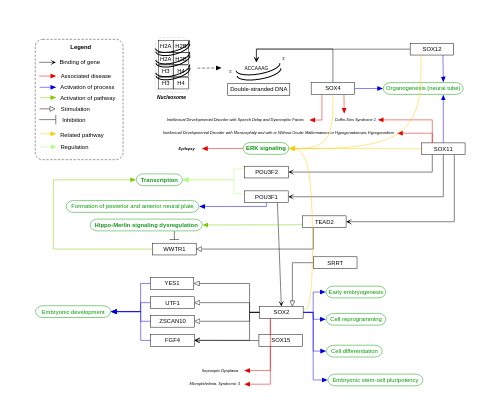 Legend
Binding of gene
Associated disease
Activation of process
Activation of pathway
Stimulation
Inhibition
Related pathway
Regulation
H2A H2B
H2A H2B
H3 H4
H3 H4
Nucleosome
3'
ACCAAAG
3'
Double-stranded DNA
SOX12
SOX4
Organogenesis (neural tube)
Intellectual Developmental Disorder with Speech Delay and Dysmorphic Facies
Coffin-Siris Syndrome 1
Intellectual Developmental Disorder with Microcephaly and with or Without Ocular Malformations or Hypogonadotropic Hypogonadism
Epilepsy
ERK signaling
SOX11
POU3F2
Transcription
POU3F1
Formation of posterior and anterior neural plate
Hippo-Merlin signaling dysregulation
TEAD2
WWTR1
SRRT
YES1
UTF1
ZSCAN10
FGF4
Embryonic development
SOX2
SOX15
Early embryogenesis
Cell reprogramming
Cell differentiation
Embryonic stem-cell pluripotency
Septooptic Dysplasia
Microphthalmia, Syndromic 3